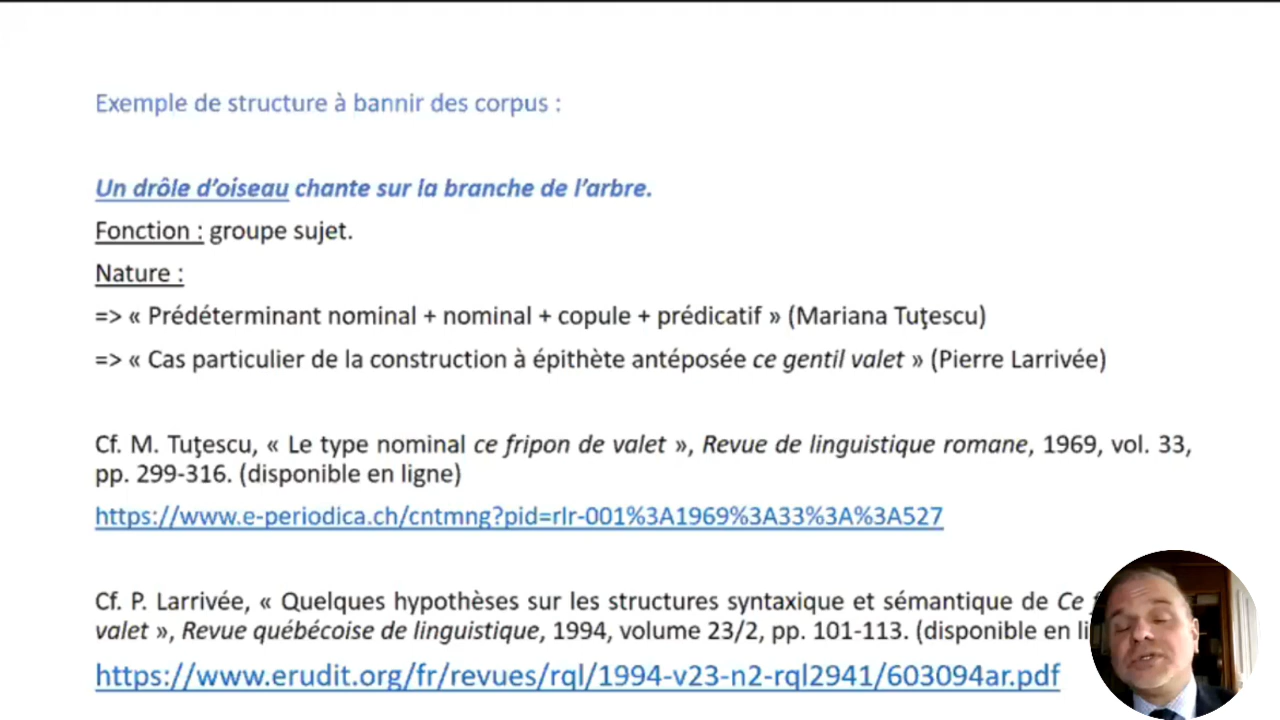 Exemple de structure à bannir des corpus :
Un drôle d’oiseau chante sur la branche de l’arbre.
Fonction : groupe sujet.
Nature :
=> « Prédéterminant nominal + nominal + copule + prédicatif » (Mariana Tuţescu)
=> « Cas particulier de la construction à épithète antéposée ce gentil valet » (Pierre Larrivée)
Cf. M. Tuţescu, « Le type nominal ce fripon de valet », Revue de linguistique romane, 1969, vol. 33,
pp. 299-316. (disponible en ligne)
https://www.e-periodica.ch/cntmng?pid=rlr-001%3A1969%3A33%3A%3A527
Cf. P. Larrivée, « Quelques hypothèses sur les structures syntaxique et sémantique de Ce
valet », Revue québécoise de linguistique, 1994, volume 23/2, pp. 101-113. (disponible en
https://www.erudit.org/fr/revues/rql/1994-v23-n2-rql2941/603094ar.pdf